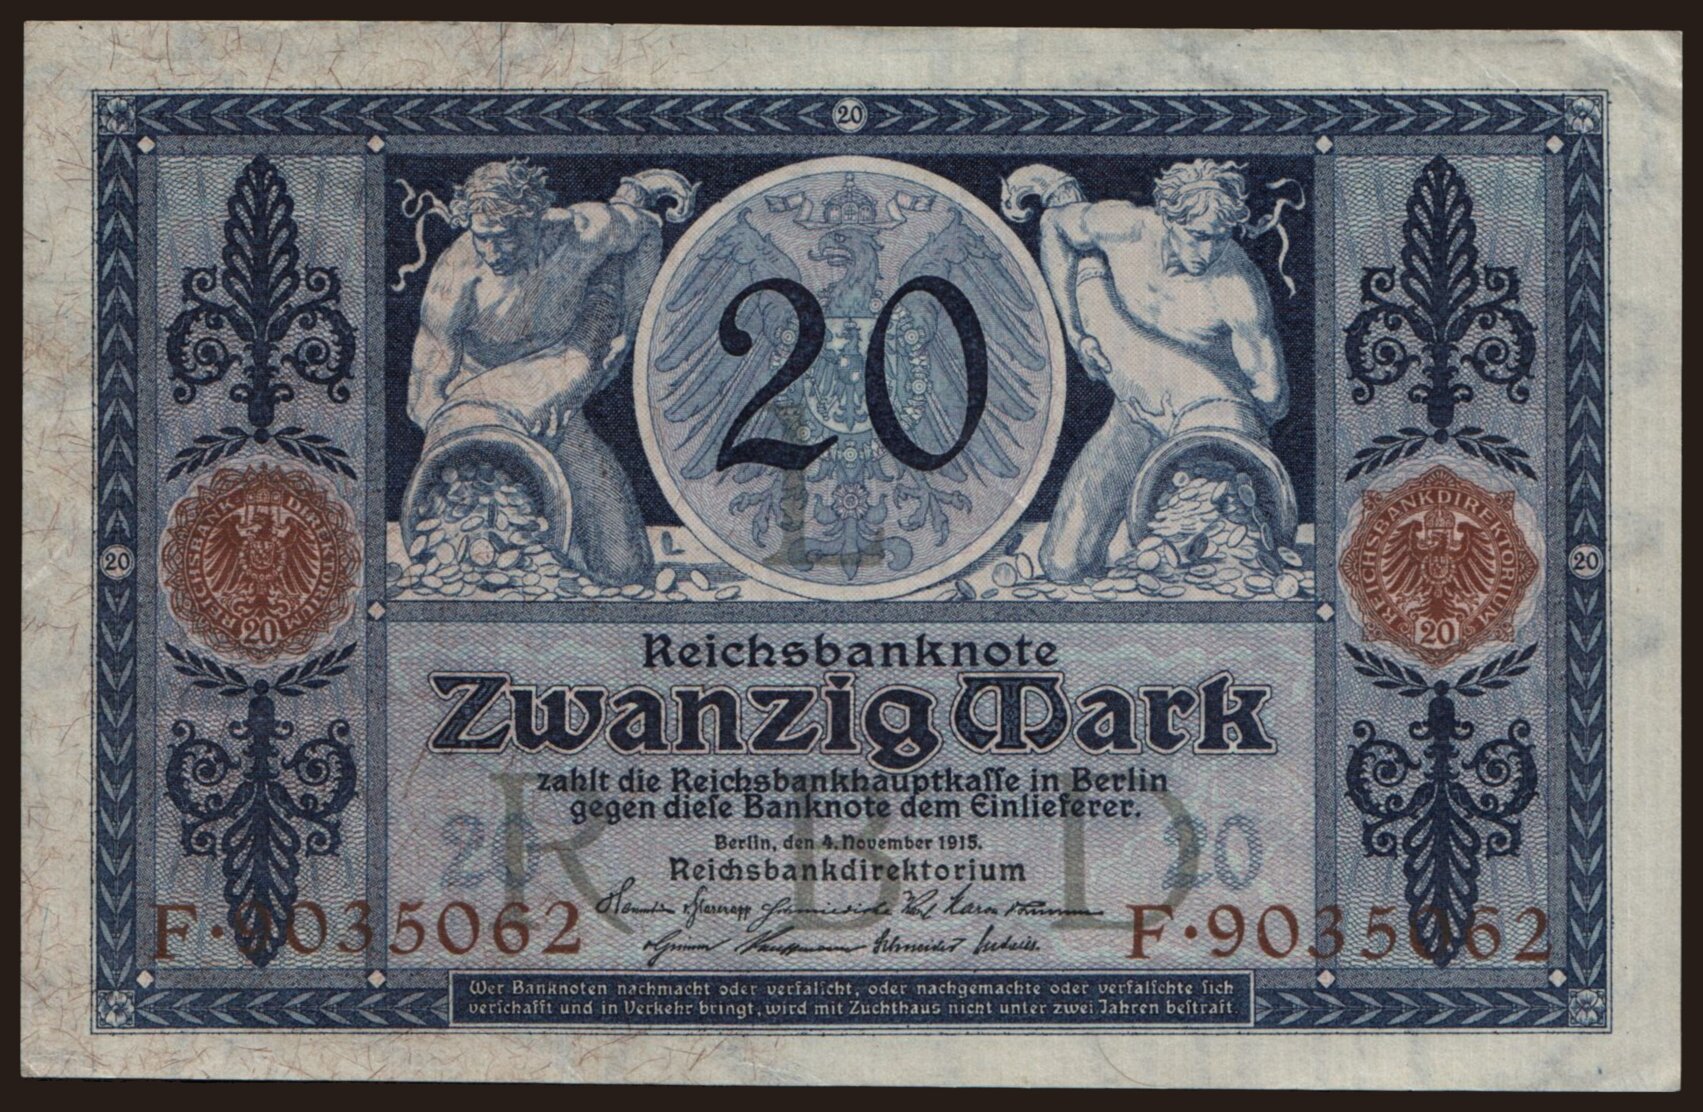 20
20
L
REICHSBANKDIREKTORIUM
20
REICHSBANKDIREKTORIUM
20
20
20
Reichsbanknote
Zwanzig Mark
zahlt die Reichsbankhauptkasse in Berlin
gegen diese Banknote dem Einlieferer.
20 20
R B D
Berlin, den 4. November 1915.
Reichsbankdirektorium
F·9035062 F·9035062
Wer Banknoten nachmacht oder verfälscht, oder nachgemachte oder verfälschte sich
verschafft und in Verkehr bringt, wird mit Zuchthaus nicht unter zwei Jahren bestraft.